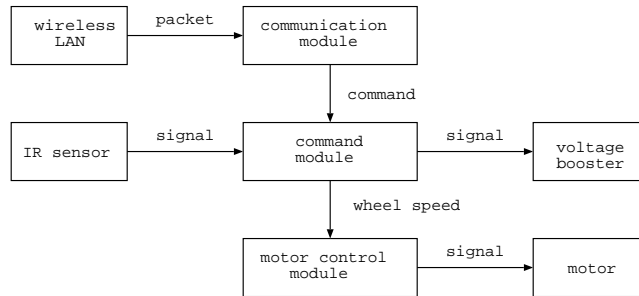 wireless
LAN
packet
communication
module
command
IR sensor
signal
command
module
signal
voltage
booster
wheel speed
motor control
module
signal
motor